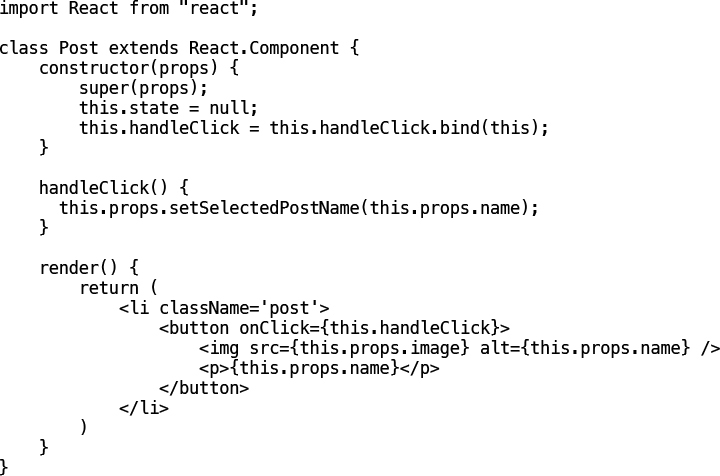 import React from "react";

class Post extends React.Component {
    constructor(props) {
        super(props);
        this.state = null;
        this.handleClick = this.handleClick.bind(this);
    }

    handleClick() {
      this.props.setSelectedPostName(this.props.name);
    }

    render() {
        return (
            <li className='post'>
                <button onClick={this.handleClick}>
                    <img src={this.props.image} alt={this.props.name} />
                    <p>{this.props.name}</p>
                </button>
            </li>
        )
    }
}